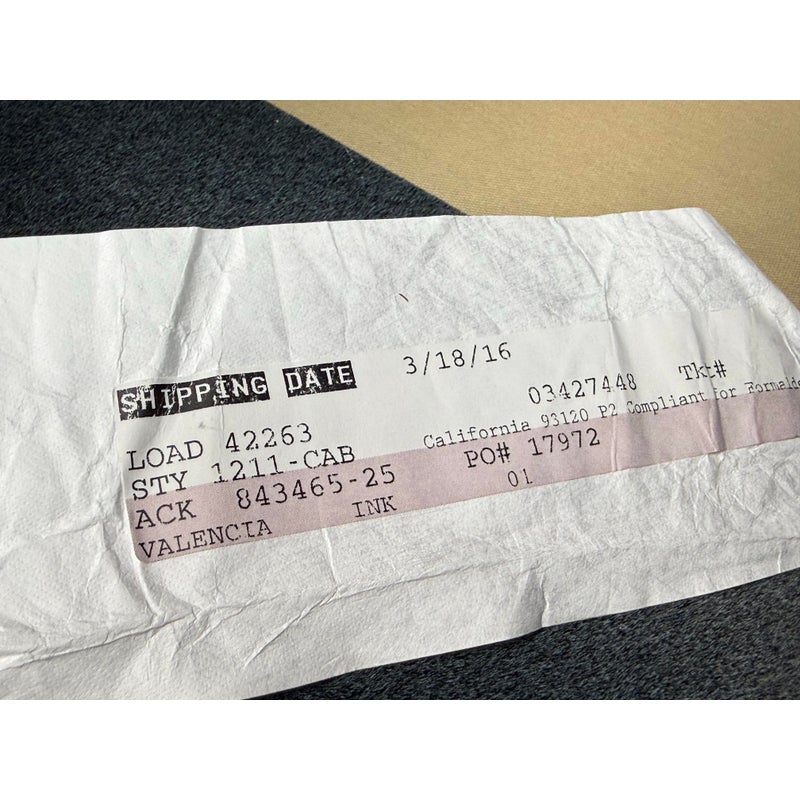 SHIPPING DATE 3/18/16
03427448 Tkt#
LOAD 42263 California 93120 P2 Compliant for Formalde
STY 1211-CAB PO# 17972
ACK 843465-25 01
VALENCIA INK